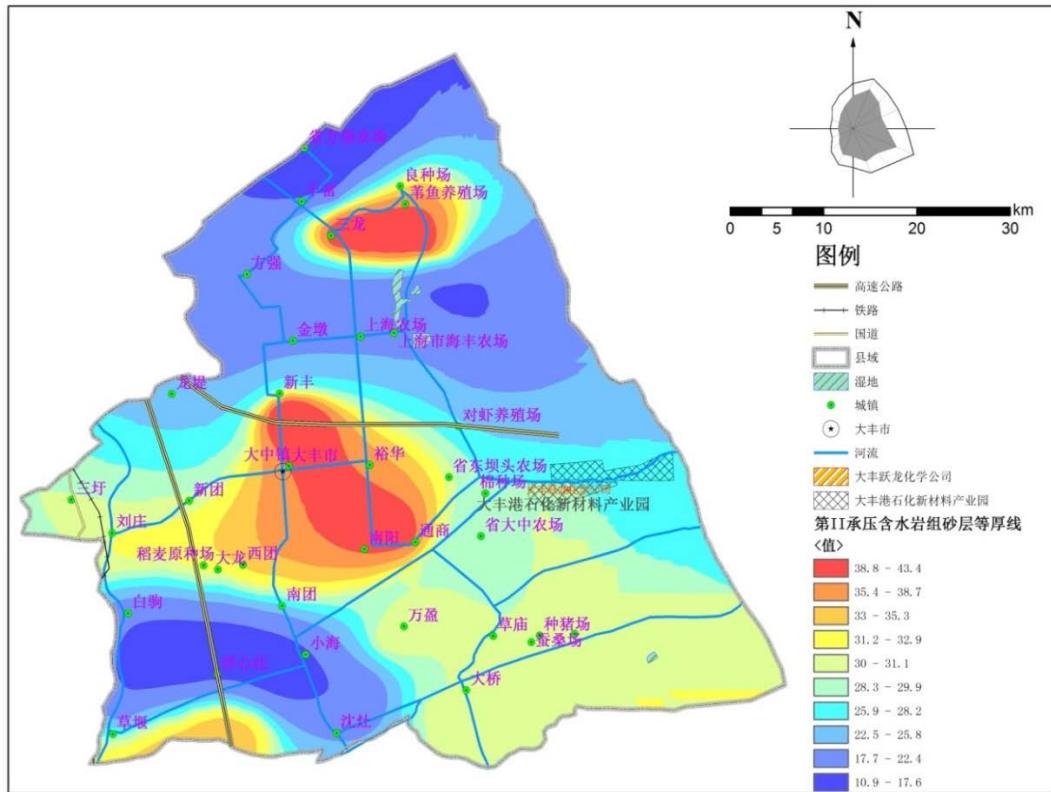 N
km
0 5 10 20 30
图例
高速公路
铁路
国道
县域
湿地
城镇
大丰市
河流
大丰跃龙化学公司
大丰港石化新材料产业园
第II承压含水岩组砂层等厚线
<值>
38.8 - 43.4
35.4 - 38.7
33 - 35.3
31.2 - 32.9
30 - 31.1
28.3 - 29.9
25.9 - 28.2
22.5 - 25.8
17.7 - 22.4
10.9 - 17.6
良种场
苇鱼养殖场
三龙
方强
金墩
上海农场
上海市海丰农场
龙堤
新丰
对虾养殖场
大中镇
大丰市
裕华
省东坝头农场
棉种场
大丰港石化新材料产业园
三圩
新团
刘庄
省大中农场
南阳
通商
稻麦原种场
大龙
西团
白驹
南团
万盈
草庙
种猪场
蚕桑场
小海
大桥
草堰
沈灶